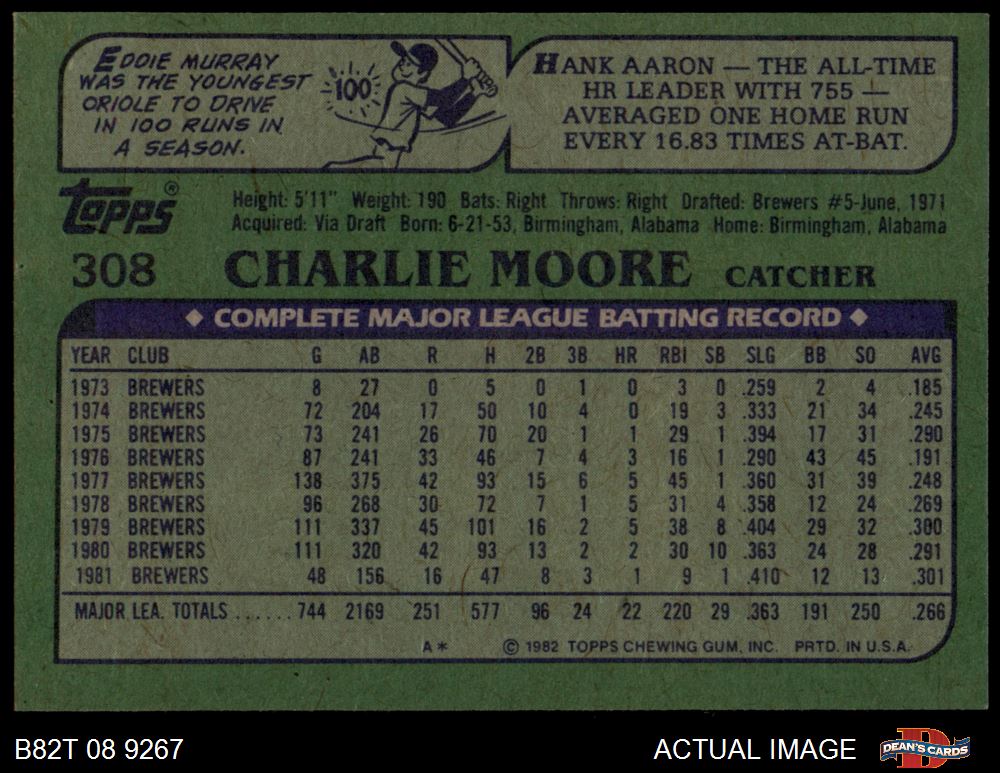 EDDIE MURRAY
WAS THE YOUNGEST
ORIOLE TO DRIVE
IN 100 RUNS IN
A SEASON.
100
HANK AARON — THE ALL-TIME
HR LEADER WITH 755 —
AVERAGED ONE HOME RUN
EVERY 16.83 TIMES AT-BAT.
Topps®
Height: 5'11" Weight: 190 Bats: Right Throws: Right Drafted: Brewers #5-June, 1971
Acquired: Via Draft Born: 6-21-53, Birmingham, Alabama Home: Birmingham, Alabama
308 CHARLIE MOORE CATCHER
◆ COMPLETE MAJOR LEAGUE BATTING RECORD ◆
YEAR CLUB G AB R H 2B 3B HR RBI SB SLG BB SO AVG
1973 BREWERS 8 27 0 5 0 1 0 3 0 .259 2 4 .185
1974 BREWERS 72 204 17 50 10 4 0 19 3 .333 21 34 .245
1975 BREWERS 73 241 26 70 20 1 1 29 1 .394 17 31 .290
1976 BREWERS 87 241 33 46 7 4 3 16 1 .290 43 45 .191
1977 BREWERS 138 375 42 93 15 6 5 45 1 .360 31 39 .248
1978 BREWERS 96 268 30 72 7 1 5 31 4 .358 12 24 .269
1979 BREWERS 111 337 45 101 16 2 5 38 8 .404 29 32 .300
1980 BREWERS 111 320 42 93 13 2 2 30 10 .363 24 28 .291
1981 BREWERS 48 156 16 47 8 3 1 9 1 .410 12 13 .301
MAJOR LEA. TOTALS ...... 744 2169 251 577 96 24 22 220 29 .363 191 250 .266
A* © 1982 TOPPS CHEWING GUM, INC. PRTD. IN U.S.A.
B82T 08 9267 ACTUAL IMAGE DEAN'S CARDS